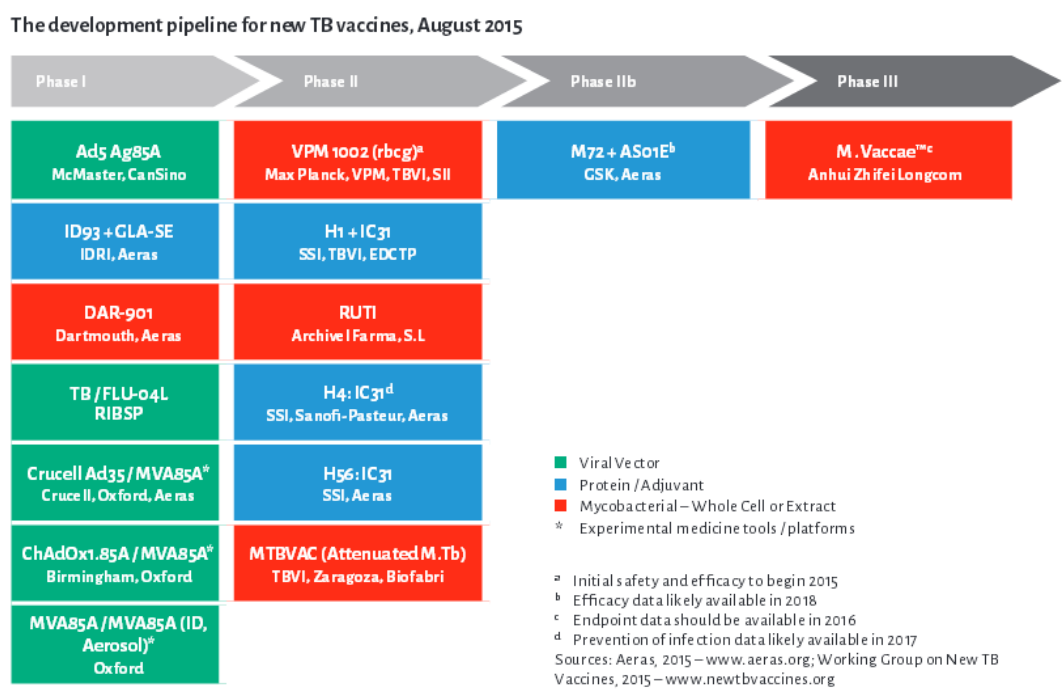 The development pipeline for new TB vaccines, August 2015
Phase I
Phase II
Phase IIb
Phase III
Ad5 Ag85A
McMaster, CanSino
VPM 1002 (rbcg)ᵃ
Max Planck, VPM, TBVI, SII
M72 + AS01Eᵇ
GSK, Aeras
M. Vaccae™ᶜ
Anhui Zhifei Longcom
ID93 + GLA-SE
IDRI, Aeras
H1 + IC31
SSI, TBVI, EDCTP
DAR-901
Dartmouth, Aeras
RUTI
Archivel Farma, S.L
TB / FLU-04L
RIBSP
H4: IC31ᵈ
SSI, Sanofi-Pasteur, Aeras
Crucell Ad35 / MVA85A*
Crucell, Oxford, Aeras
H56: IC31
SSI, Aeras
ChAdOx1.85A / MVA85A*
Birmingham, Oxford
MTBVAC (Attenuated M.Tb)
TBVI, Zaragoza, Biofabri
MVA85A / MVA85A (ID,
Aerosol)*
Oxford
Viral Vector
Protein / Adjuvant
Mycobacterial – Whole Cell or Extract
* Experimental medicine tools / platforms
ᵃ Initial safety and efficacy to begin 2015
ᵇ Efficacy data likely available in 2018
ᶜ Endpoint data should be available in 2016
ᵈ Prevention of infection data likely available in 2017
Sources: Aeras, 2015 – www.aeras.org; Working Group on New TB
Vaccines, 2015 – www.newtbvaccines.org